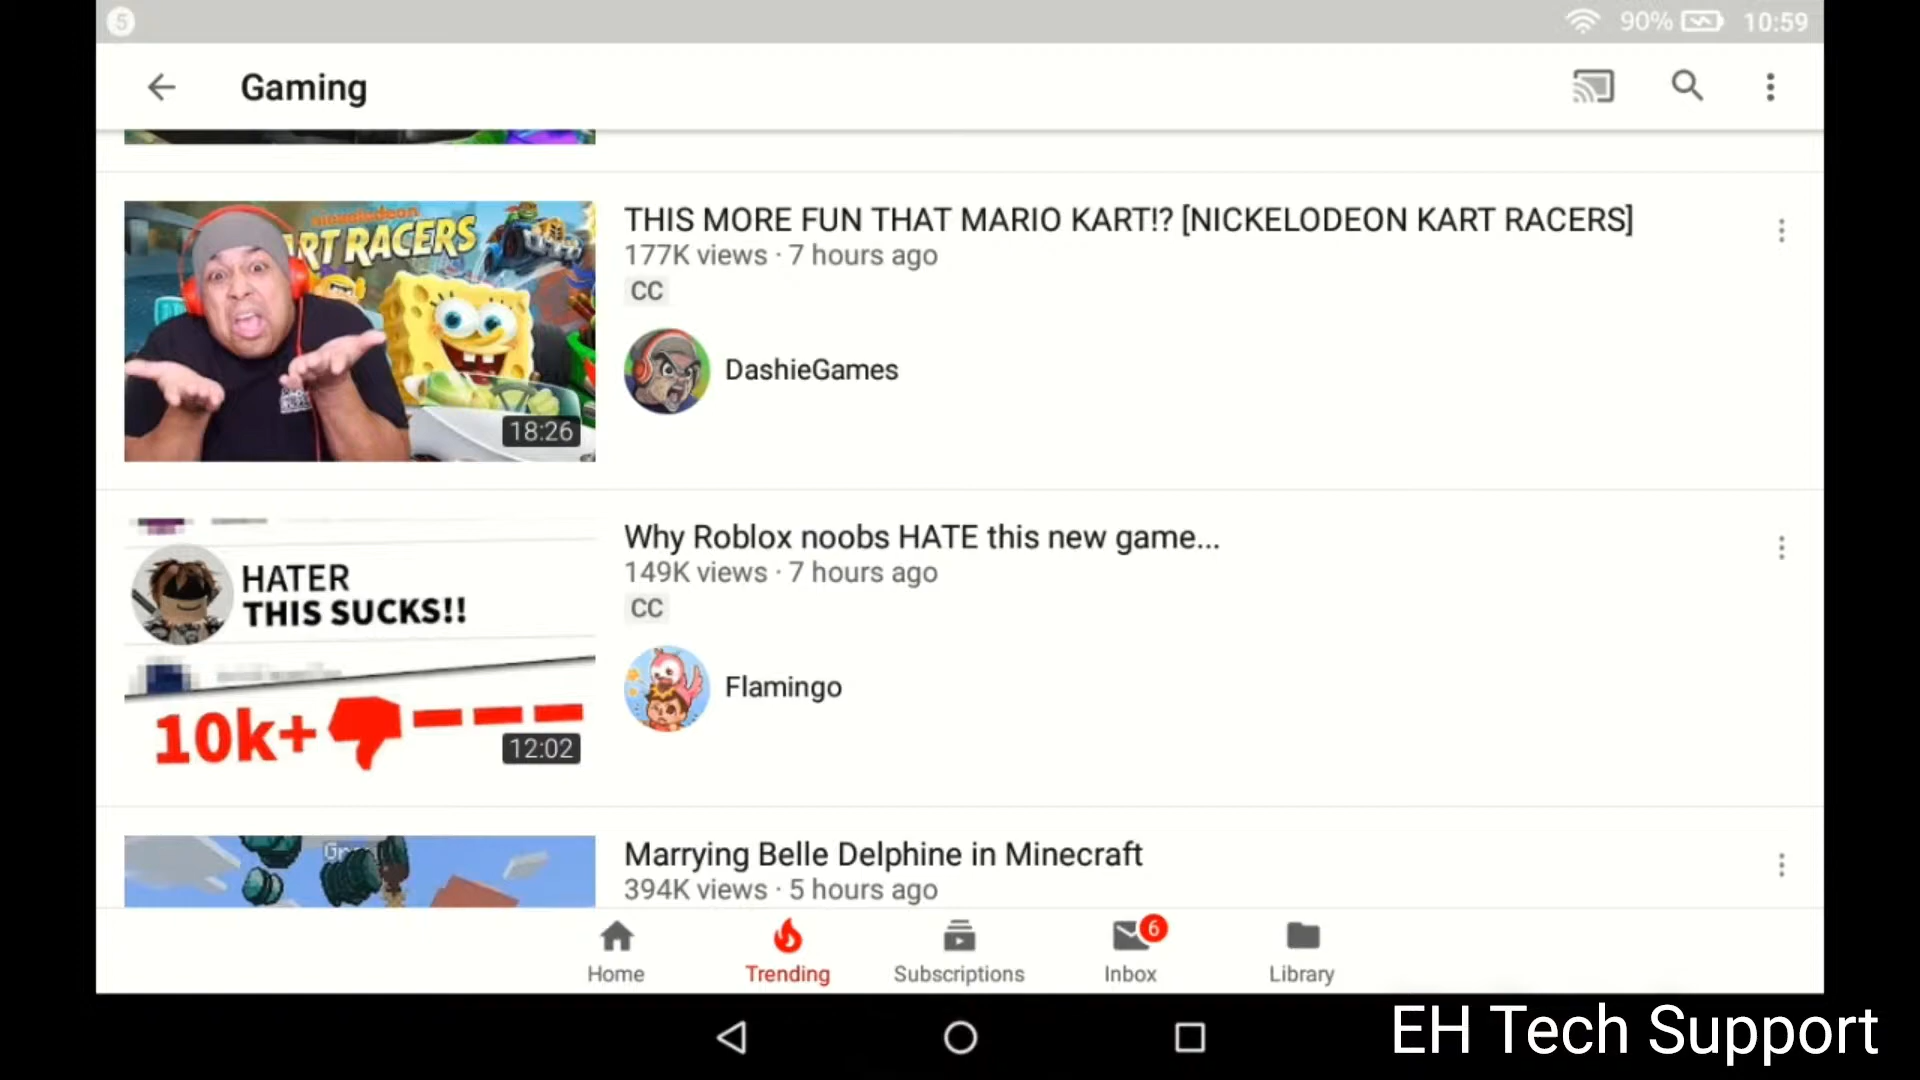 5
90%
10:59
Gaming
nickelodeon
KART RACERS
18:26
THIS MORE FUN THAT MARIO KART!? [NICKELODEON KART RACERS]
177K views · 7 hours ago
CC
DashieGames
HATER
THIS SUCKS!!
10k+
12:02
Why Roblox noobs HATE this new game...
149K views · 7 hours ago
CC
Flamingo
Marrying Belle Delphine in Minecraft
394K views · 5 hours ago
Home
Trending
Subscriptions
6
Inbox
Library
EH Tech Support